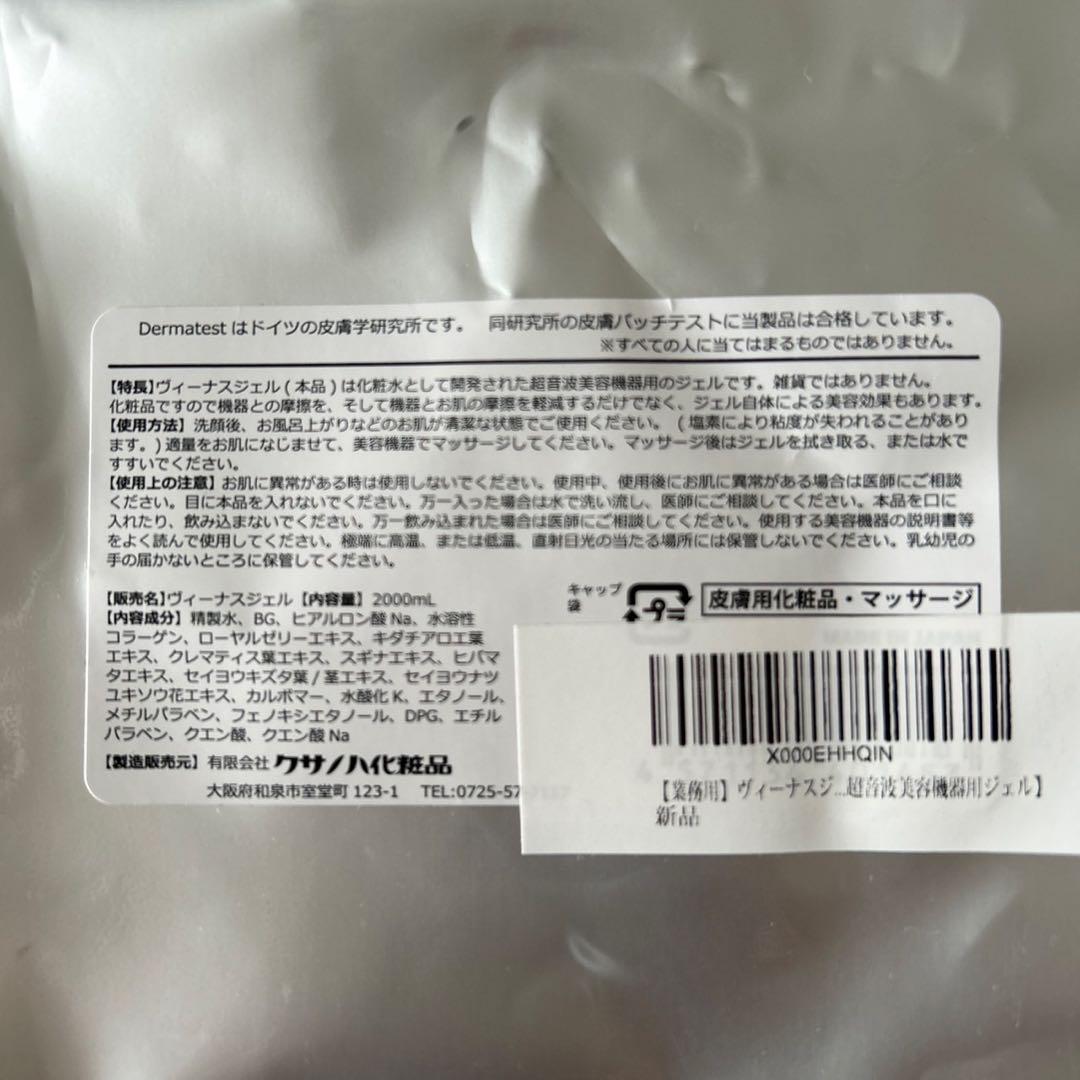 Dermatest はドイツの皮膚学研究所です。 同研究所の皮膚パッチテストに当製品は合格しています。
※すべての人に当てはまるものではありません。
【特長】ヴィーナスジェル ( 本品 ) は化粧水として開発された超音波美容機器用のジェルです。雑貨ではありません。
化粧品ですので機器との摩擦を、そして機器とお肌の摩擦を軽減するだけでなく、ジェル自体による美容効果もあります。
【使用方法】洗顔後、お風呂上がりなどのお肌が清潔な状態でご使用ください。 ( 塩素により粘度が失われることがあり
ます。) 適量をお肌になじませて、美容機器でマッサージしてください。マッサージ後はジェルを拭き取る、または水で
すすいでください。
【使用上の注意】お肌に異常がある時は使用しないでください。使用中、使用後にお肌に異常がある場合は医師にご相談
ください。目に本品を入れないでください。万一入った場合は水で洗い流し、医師にご相談してください。本品を口に
入れたり、飲み込まないでください。万一飲み込まれた場合は医師にご相談してください。使用する美容機器の説明書等
をよく読んで使用してください。極端に高温、または低温、直射日光の当たる場所には保管しないでください。乳幼児の
手の届かないところに保管してください。
【販売名】ヴィーナスジェル【内容量】 2000mL
【内容成分】精製水、BG、ヒアルロン酸 Na、水溶性
コラーゲン、ローヤルゼリーエキス、キダチアロエ葉
エキス、クレマティス葉エキス、スギナエキス、ヒバマ
タエキス、セイヨウキズタ葉 / 茎エキス、セイヨウナツ
ユキソウ花エキス、カルボマー、水酸化 K、エタノール、
メチルパラベン、フェノキシエタノール、DPG、エチル
パラベン、クエン酸、クエン酸 Na
【製造販売元】有限会社 クサノハ化粧品
大阪府和泉市室堂町 123-1 TEL:0725-57
キャップ
袋
プ
皮膚用化粧品・マッサージ
X000EHHQIN
【業務用】ヴィーナスジ...超音波美容機器用ジェル】
新品